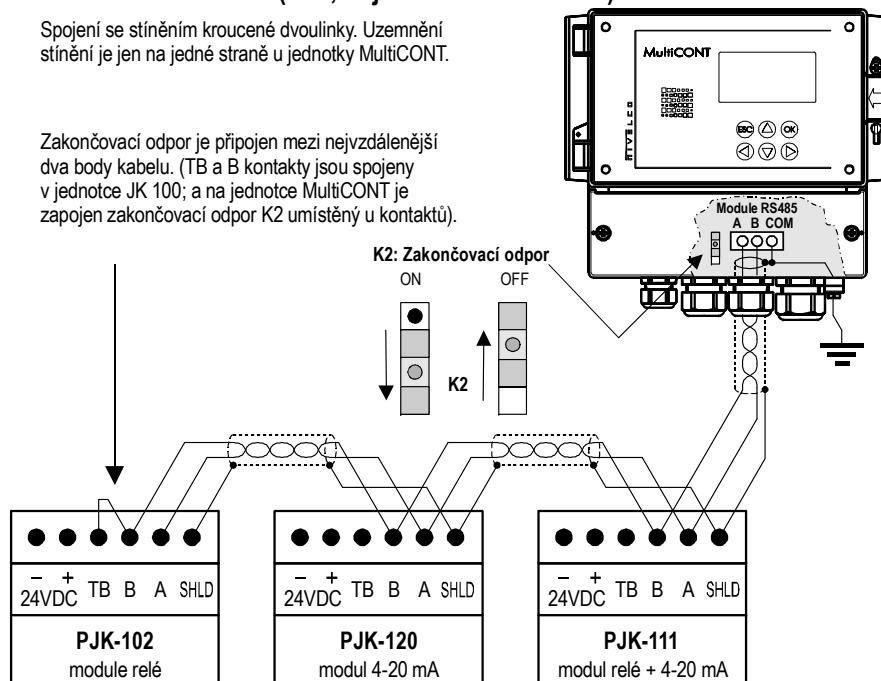 Spojení se stíněním kroucené dvoulinky. Uzemnění
stínění je jen na jedné straně u jednotky MultiCONT.
Zakončovací odpor je připojen mezi nejvzdálenější
dva body kabelu. (TB a B kontakty jsou spojeny
v jednotce JK 100; a na jednotce MultiCONT je
zapojen zakončovací odpor K2 umístěný u kontaktů).
MultiCONT
NIVELCO
ESC OK
Module RS485
A B COM
K2: Zakončovací odpor
ON OFF
K2
– + 24VDC TB B A SHLD
PJK-102
module relé
– + 24VDC TB B A SHLD
PJK-120
modul 4-20 mA
– + 24VDC TB B A SHLD
PJK-111
modul relé + 4-20 mA